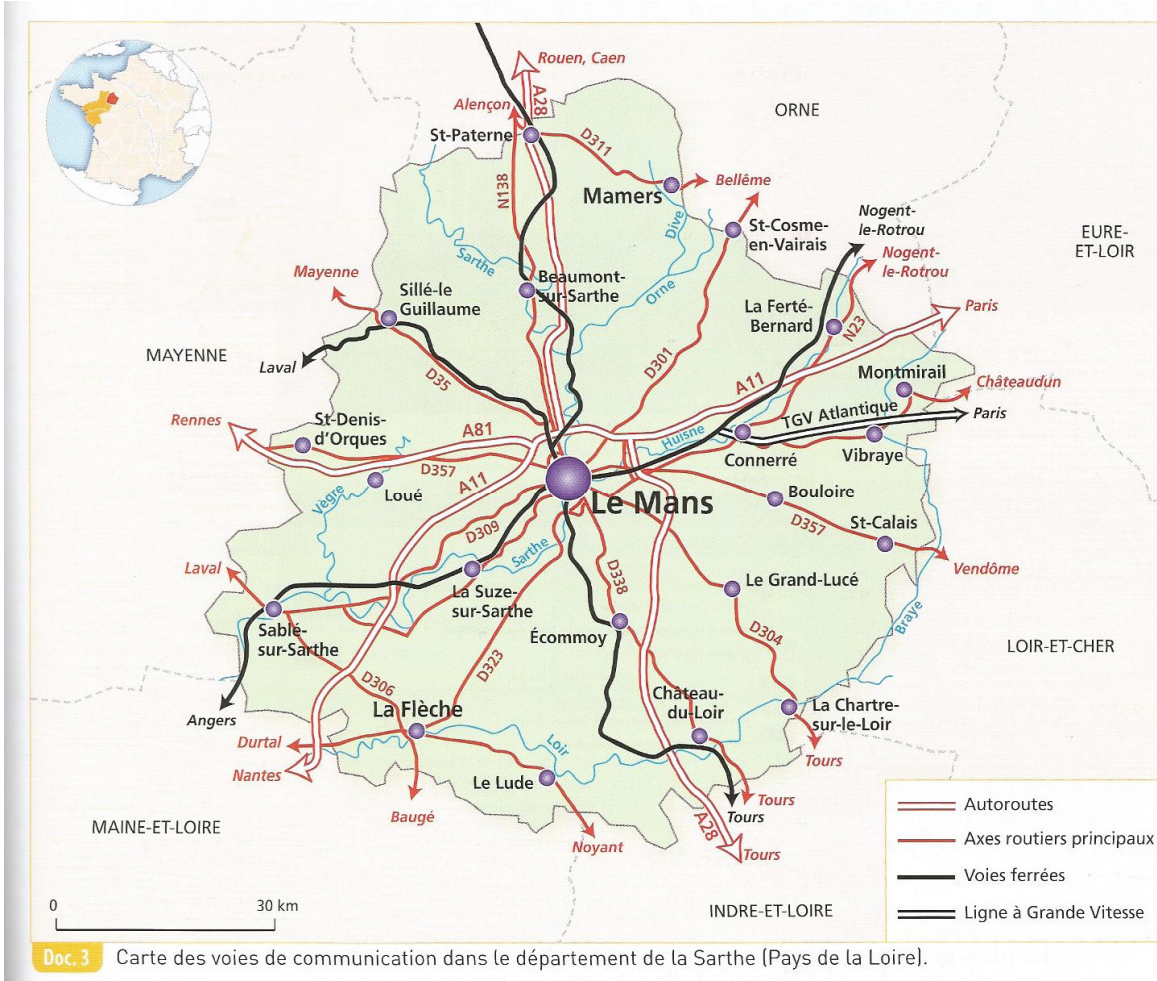 Rouen, Caen
A28
Alençon
ORNE
St-Paterne
D311
N138
Mamers
Bellême
Dive
St-Cosme-
en-Vairais
Nogent-
le-Rotrou
EURE-
ET-LOIR
Nogent-
le-Rotrou
Sarthe
Mayenne
Sillé-le
Guillaume
Beaumont-
sur-Sarthe
Orne
La Ferté-
Bernard
N23
Paris
MAYENNE
Laval
D35
D301
A11
Montmirail
Châteaudun
Rennes
St-Denis-
d'Orques
A81
TGV Atlantique
Paris
Huisne
D357
A11
Connerré
Vibraye
Vègre
Loué
Le Mans
Bouloire
D357
St-Calais
D309
Sarthe
Vendôme
Laval
La Suze-
sur-Sarthe
D338
Le Grand-Lucé
Braye
Sablé-
sur-Sarthe
Écommoy
D304
LOIR-ET-CHER
D323
D306
Angers
La Flèche
Château-
du-Loir
La Chartre-
sur-le-Loir
Durtal
Loir
Tours
Nantes
Le Lude
Baugé
Tours
Tours
MAINE-ET-LOIRE
Noyant
A28
Tours
INDRE-ET-LOIRE
0 30 km
Autoroutes
Axes routiers principaux
Voies ferrées
Ligne à Grande Vitesse
Doc. 3 Carte des voies de communication dans le département de la Sarthe (Pays de la Loire).